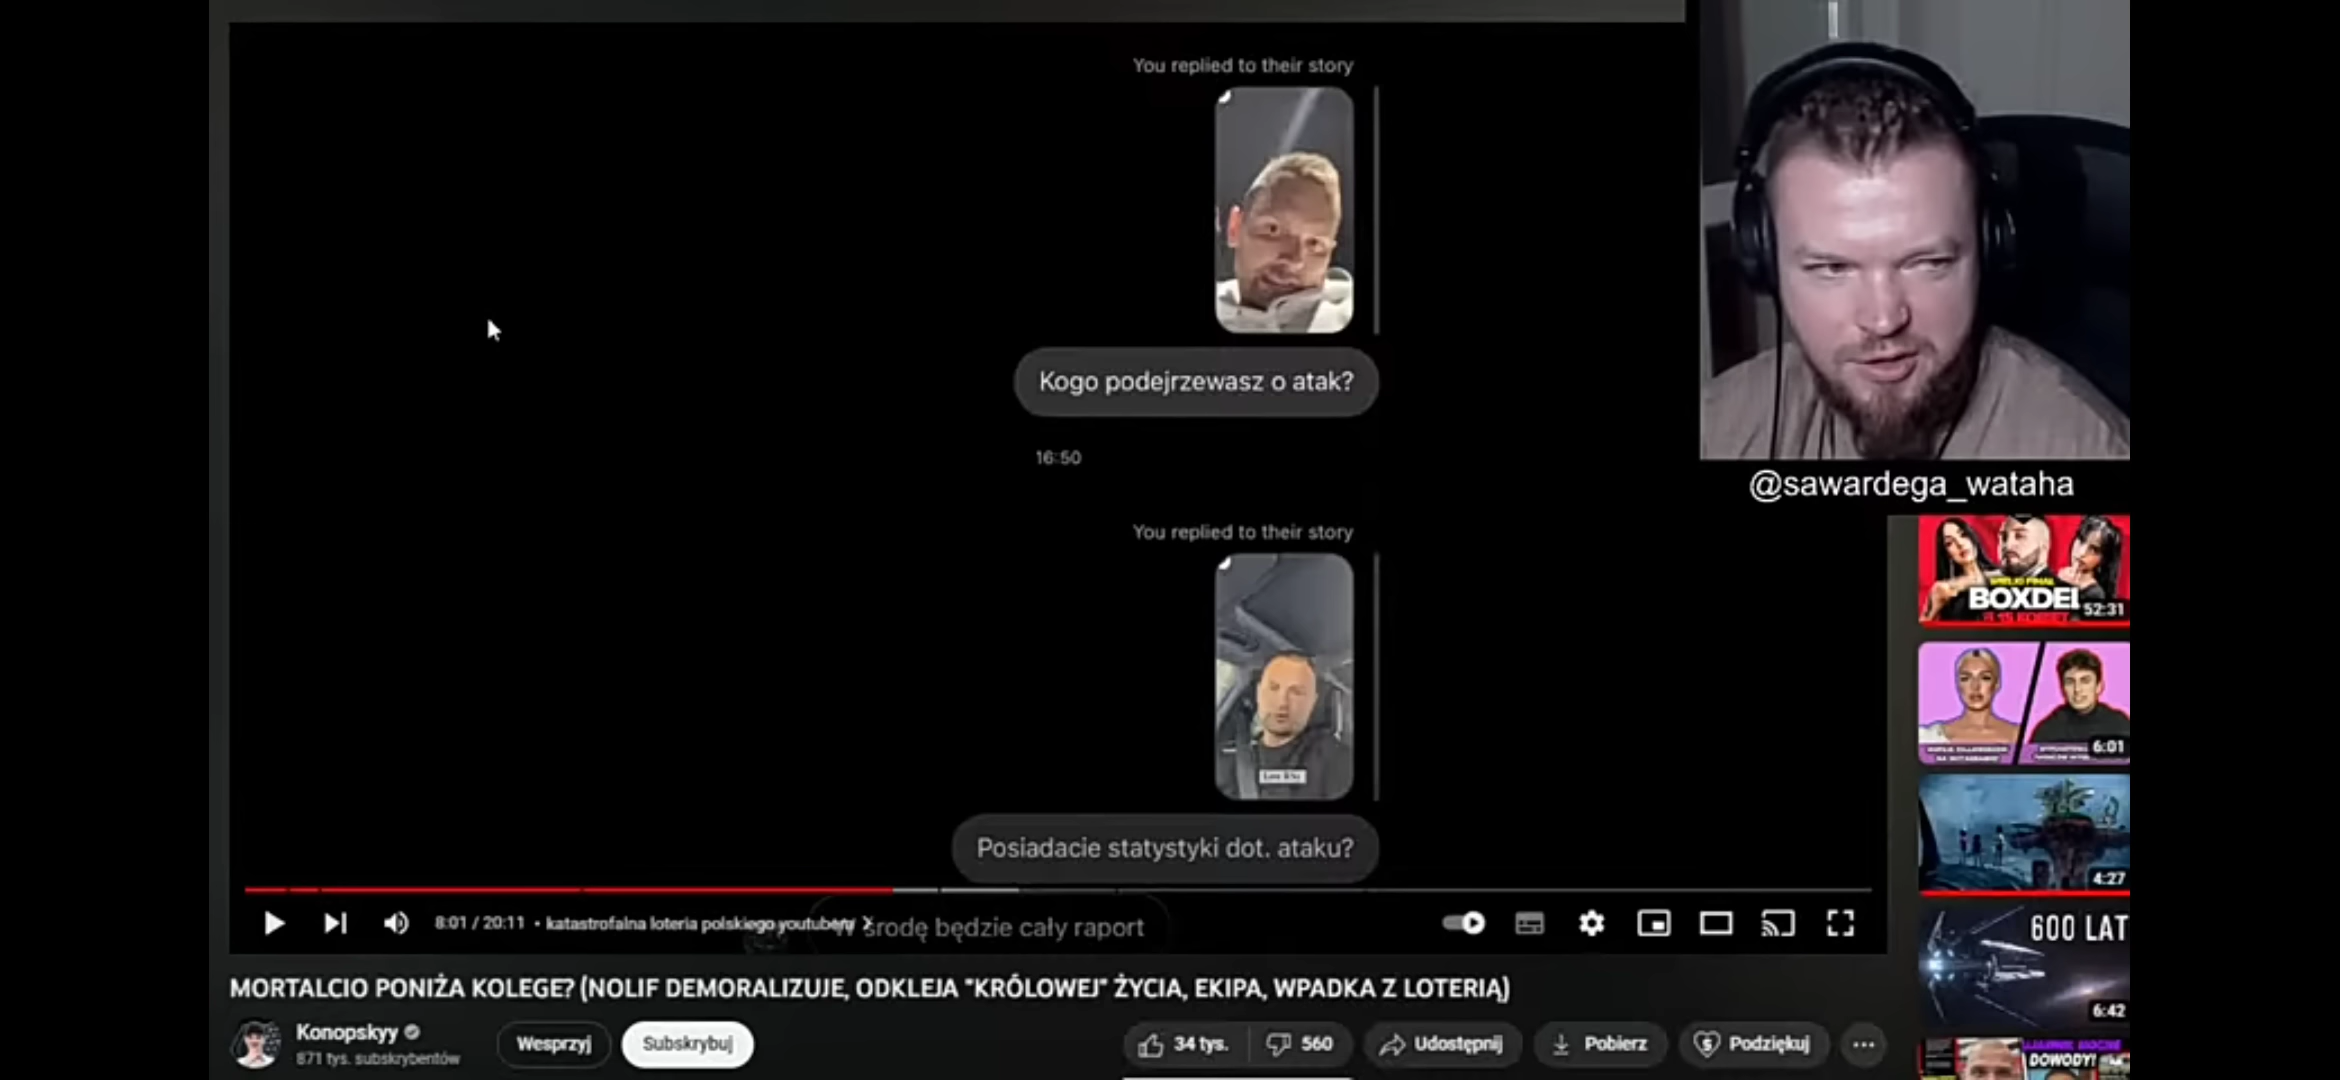 You replied to their story
Kogo podejrzewasz o atak?
16:50
@sawardega_wataha
You replied to their story
Posiadacie statystyki dot. ataku?
8:01 / 20:11 • katastrofalna loteria polskiego youtubera
środę będzie cały raport
MORTALCIO PONIŻA KOLEGE? (NOLIF DEMORALIZUJE, ODKLEJA "KRÓLOWEJ" ŻYCIA, EKIPA, WPADKA Z LOTERIĄ)
Konopskyy
871 tys. subskrybentów
Wesprzyj
Subskrybuj
34 tys.
560
Udostępnij
Pobierz
Podziękuj
WIELKI FINAŁ
BOXDEL
52:31
6:01
4:27
600 LAT
6:42
DOWODY!